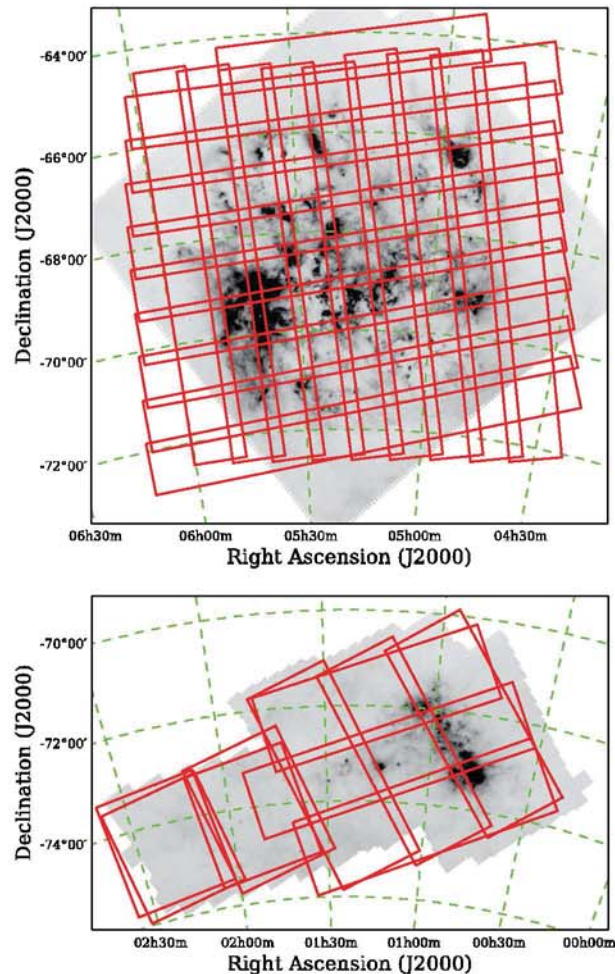 -64°00′
-66°00′
-68°00′
-70°00′
-72°00′
Declination (J2000)
06h30m 06h00m 05h30m 05h00m 04h30m
Right Ascension (J2000)
-70°00′
-72°00′
-74°00′
Declination (J2000)
02h30m 02h00m 01h30m 01h00m 00h30m 00h00m
Right Ascension (J2000)